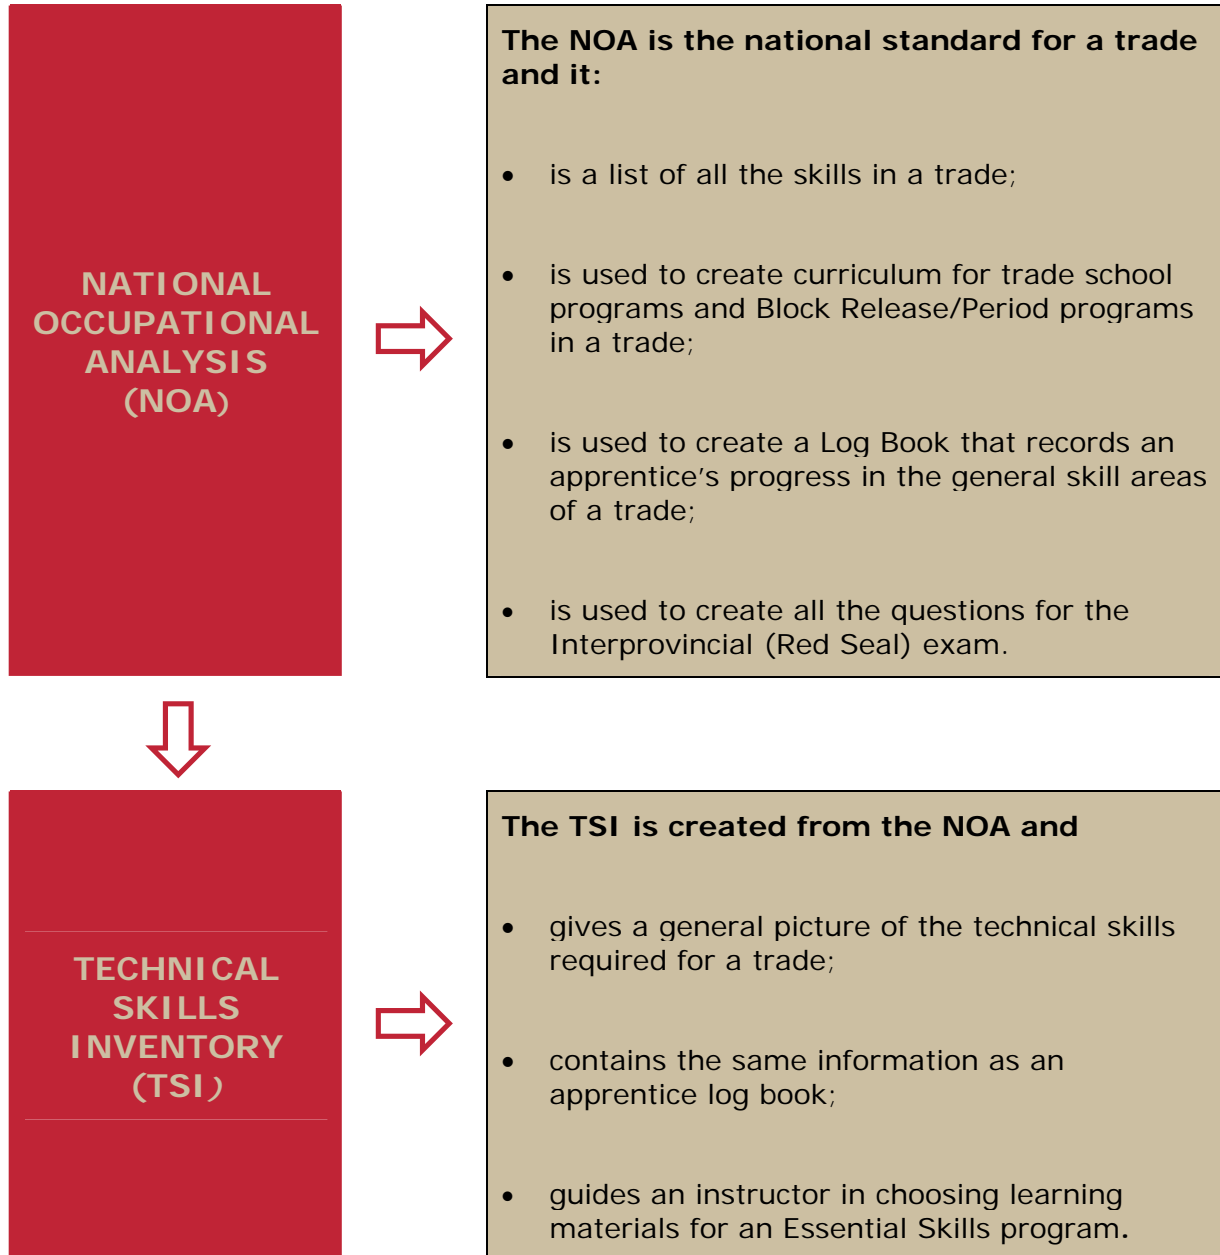 NATIONAL
OCCUPATIONAL
ANALYSIS
(NOA)
The NOA is the national standard for a trade
and it:
• is a list of all the skills in a trade;
• is used to create curriculum for trade school
programs and Block Release/Period programs
in a trade;
• is used to create a Log Book that records an
apprentice's progress in the general skill areas
of a trade;
• is used to create all the questions for the
Interprovincial (Red Seal) exam.
TECHNICAL
SKILLS
INVENTORY
(TSI)
The TSI is created from the NOA and
• gives a general picture of the technical skills
required for a trade;
• contains the same information as an
apprentice log book;
• guides an instructor in choosing learning
materials for an Essential Skills program.